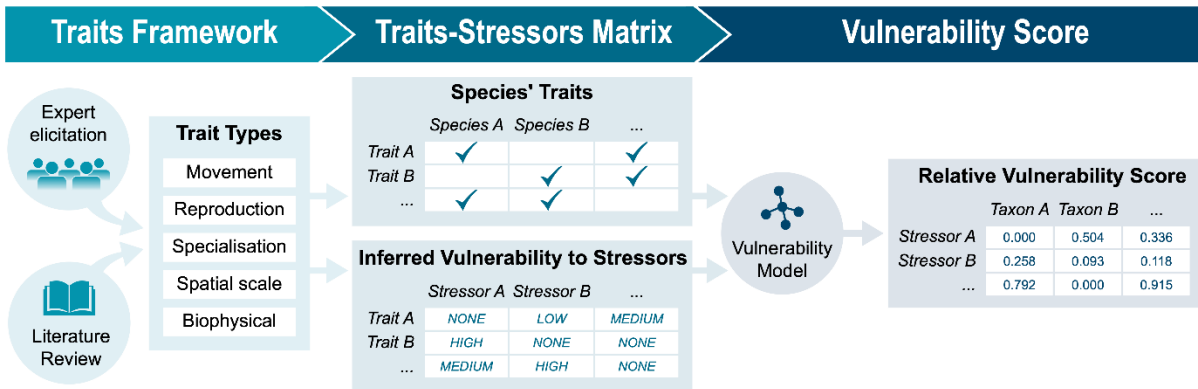 Traits Framework
Traits-Stressors Matrix
Vulnerability Score
Expert
elicitation
Literature
Review
Trait Types
Movement
Reproduction
Specialisation
Spatial scale
Biophysical
Species' Traits
Species A Species B ...
Trait A
Trait B
...
Inferred Vulnerability to Stressors
Stressor A Stressor B ...
Trait A NONE LOW MEDIUM
Trait B HIGH NONE NONE
... MEDIUM HIGH NONE
Vulnerability
Model
Relative Vulnerability Score
Taxon A Taxon B ...
Stressor A 0.000 0.504 0.336
Stressor B 0.258 0.093 0.118
... 0.792 0.000 0.915